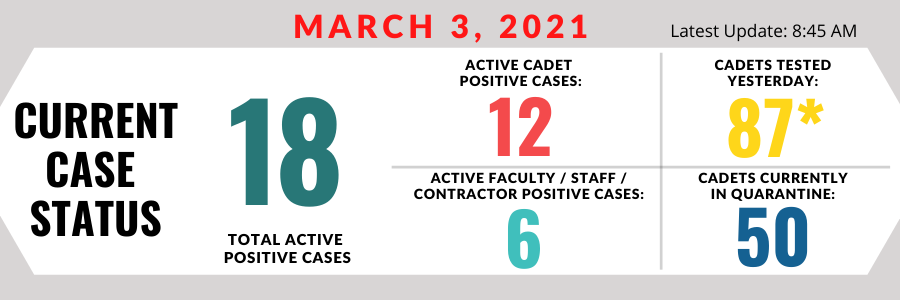 MARCH 3, 2021
Latest Update: 8:45 AM
CURRENT
CASE
STATUS
18
TOTAL ACTIVE
POSITIVE CASES
ACTIVE CADET
POSITIVE CASES:
12
CADETS TESTED
YESTERDAY:
87*
ACTIVE FACULTY / STAFF /
CONTRACTOR POSITIVE CASES:
6
CADETS CURRENTLY
IN QUARANTINE:
50